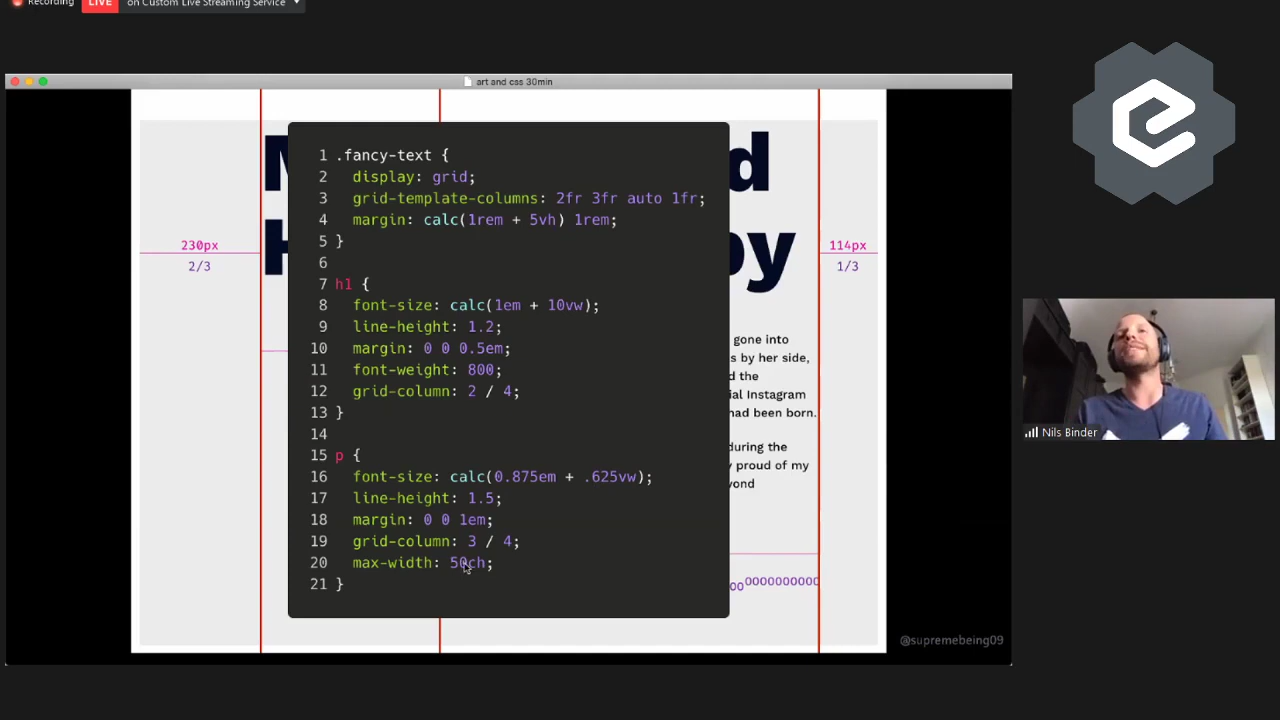 Recording
LIVE
on Custom Live Streaming Service
art and css 30min
d
230px
2/3
by
114px
1/3
1 .fancy-text {
2 display: grid;
3 grid-template-columns: 2fr 3fr auto 1fr;
4 margin: calc(1rem + 5vh) 1rem;
5 }
6
7 h1 {
8 font-size: calc(1em + 10vw);
9 line-height: 1.2;
10 margin: 0 0 0.5em;
11 font-weight: 800;
12 grid-column: 2 / 4;
13 }
14
15 p {
16 font-size: calc(0.875em + .625vw);
17 line-height: 1.5;
18 margin: 0 0 1em;
19 grid-column: 3 / 4;
20 max-width: 50ch;
21 }
gone into
s by her side,
d the
ial Instagram
had been born.
during the
y proud of my
yond
oo0000000000
@supremebeing09
Nils Binder